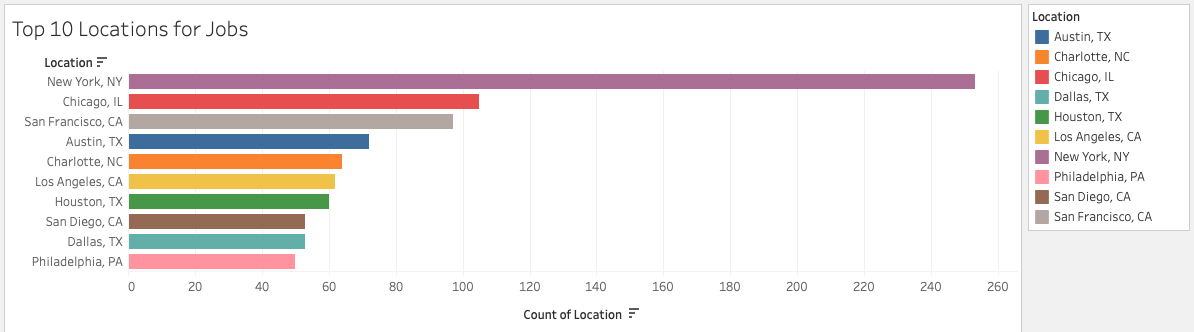 Top 10 Locations for Jobs
Location
New York, NY
Chicago, IL
San Francisco, CA
Austin, TX
Charlotte, NC
Los Angeles, CA
Houston, TX
San Diego, CA
Dallas, TX
Philadelphia, PA
0 20 40 60 80 100 120 140 160 180 200 220 240 260
Count of Location
Location
Austin, TX
Charlotte, NC
Chicago, IL
Dallas, TX
Houston, TX
Los Angeles, CA
New York, NY
Philadelphia, PA
San Diego, CA
San Francisco, CA